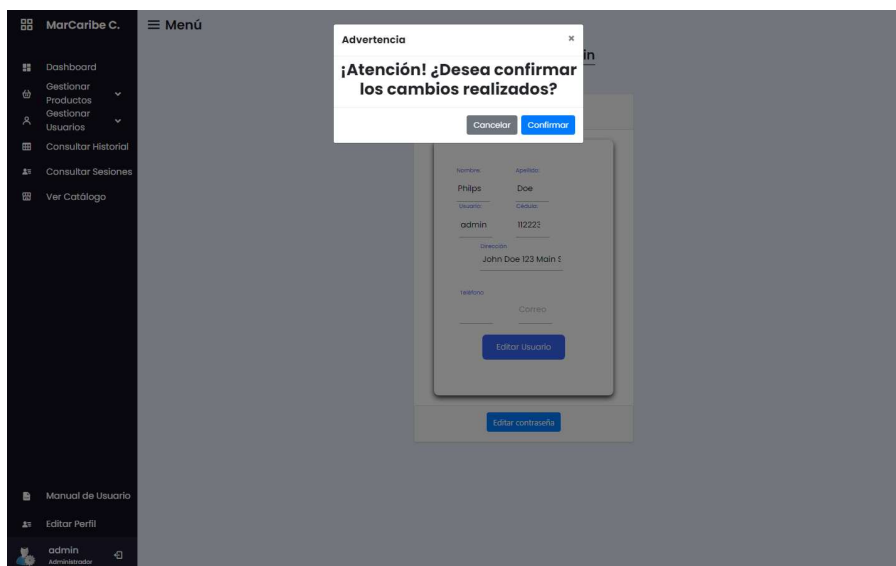 MarCaribe C.
Dashboard
Gestionar
Productos
Gestionar
Usuarios
Consultar Historial
Consultar Sesiones
Ver Catálogo
Manual de Usuario
Editar Perfil
admin
Administrador
Menú
Advertencia ×
¡Atención! ¿Desea confirmar
los cambios realizados?
Cancelar Confirmar
in
Nombre: Apellido:
Philps Doe
Usuario: Cédula:
admin 112223
Dirección
John Doe 123 Main S
Teléfono
Correo
Editar Usuario
Editar contraseña